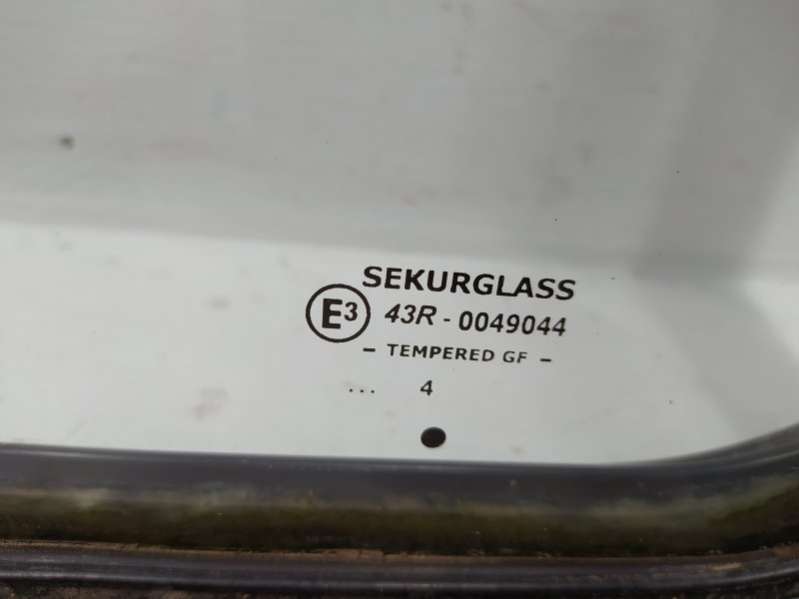 SEKURGLASS
E3 43R - 0049044
- TEMPERED GF -
... 4